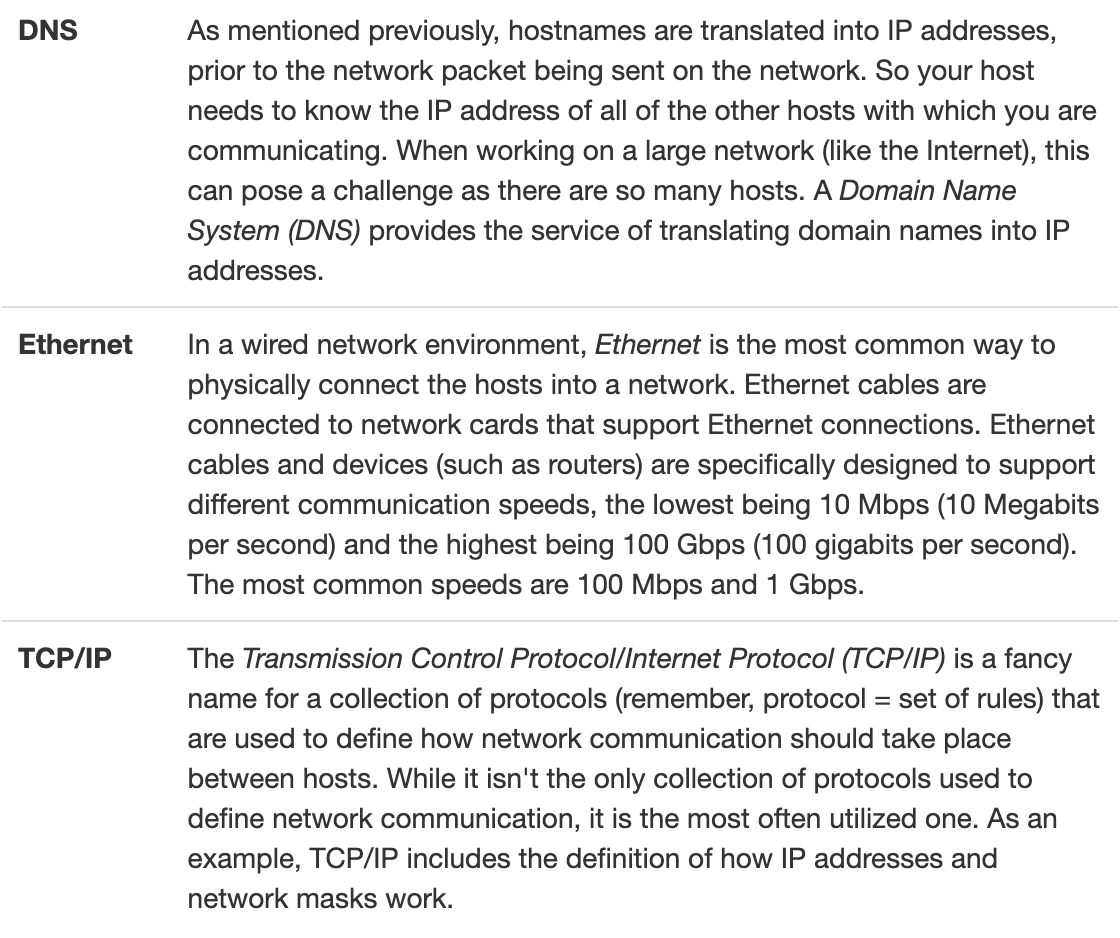 DNS As mentioned previously, hostnames are translated into IP addresses,
prior to the network packet being sent on the network. So your host
needs to know the IP address of all of the other hosts with which you are
communicating. When working on a large network (like the Internet), this
can pose a challenge as there are so many hosts. A Domain Name
System (DNS) provides the service of translating domain names into IP
addresses.
Ethernet In a wired network environment, Ethernet is the most common way to
physically connect the hosts into a network. Ethernet cables are
connected to network cards that support Ethernet connections. Ethernet
cables and devices (such as routers) are specifically designed to support
different communication speeds, the lowest being 10 Mbps (10 Megabits
per second) and the highest being 100 Gbps (100 gigabits per second).
The most common speeds are 100 Mbps and 1 Gbps.
TCP/IP The Transmission Control Protocol/Internet Protocol (TCP/IP) is a fancy
name for a collection of protocols (remember, protocol = set of rules) that
are used to define how network communication should take place
between hosts. While it isn't the only collection of protocols used to
define network communication, it is the most often utilized one. As an
example, TCP/IP includes the definition of how IP addresses and
network masks work.